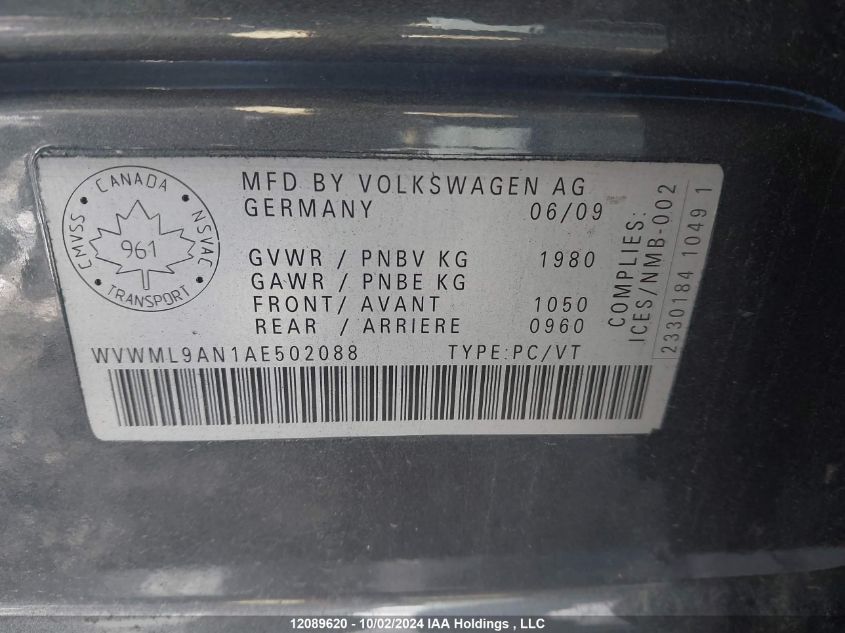 CANADA
CMVSS
NSVAC
961
TRANSPORT
MFD BY VOLKSWAGEN AG
GERMANY 06/09
GVWR / PNBV KG 1980
GAWR / PNBE KG
FRONT/ AVANT 1050
REAR / ARRIERE 0960
WVWML9AN1AE502088 TYPE:PC/VT
COMPLIES:
ICES/NMB-002
2330184 1049 1
12089620 - 10/02/2024 IAA Holdings , LLC